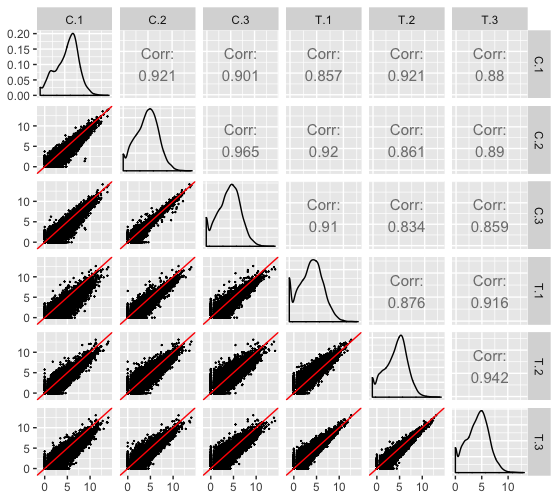 C.1 C.2 C.3 T.1 T.2 T.3
0.20
0.15
0.10
0.05
0.00
Corr: Corr: Corr: Corr: Corr:
0.921 0.901 0.857 0.921 0.88
C.1
10
5
0
Corr: Corr: Corr: Corr:
0.965 0.92 0.861 0.89
C.2
10
5
0
Corr: Corr: Corr:
0.91 0.834 0.859
C.3
10
5
0
Corr: Corr:
0.876 0.916
T.1
10
5
0
Corr:
0.942
T.2
10
5
0
T.3
0 5 10 0 5 10 0 5 10 0 5 10 0 5 10 0 5 10